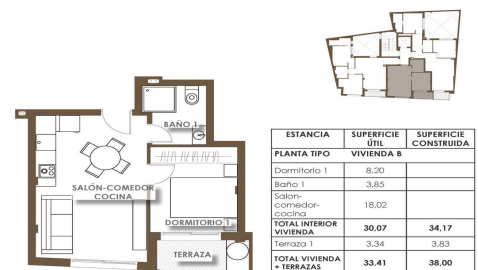 BAÑO 1
SALÓN-COMEDOR
COCINA
DORMITORIO 1
TERRAZA
ESTANCIA SUPERFICIE ÚTIL SUPERFICIE CONSTRUIDA
PLANTA TIPO VIVIENDA B
Dormitorio 1 8,20
Baño 1 3,85
Salon-
comedor-
cocina 18,02
TOTAL INTERIOR
VIVIENDA 30,07 34,17
Terraza 1 3,34 3,83
TOTAL VIVIENDA
+ TERRAZAS 33,41 38,00